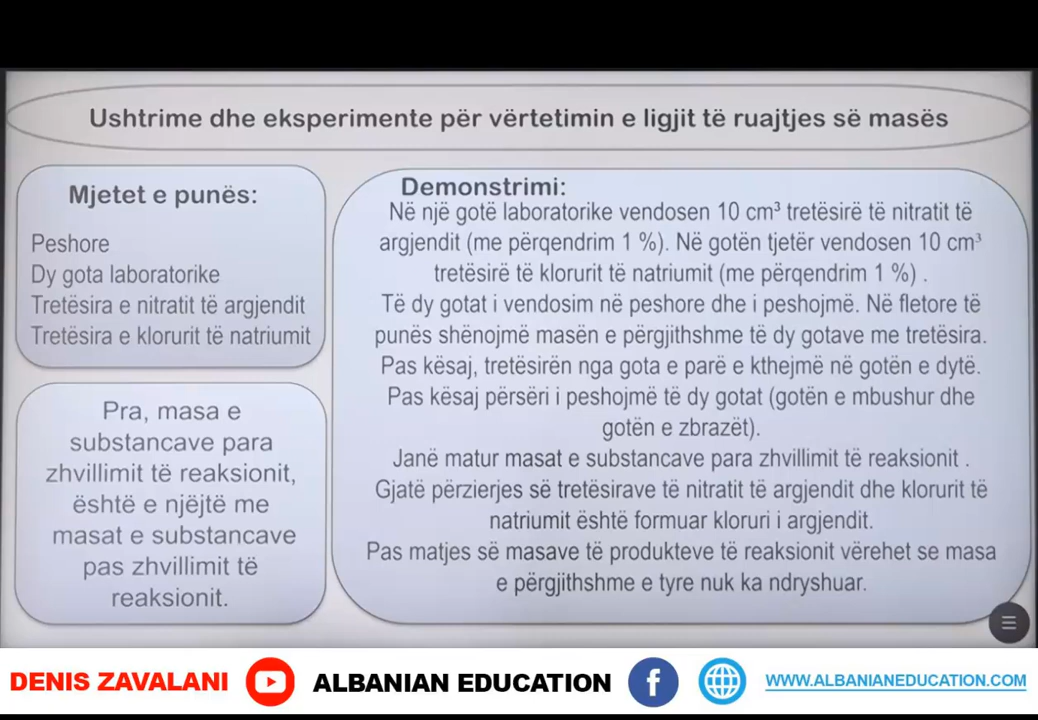 Ushtrime dhe eksperimente për vërtetimin e ligjit të ruajtjes së masës
Mjetet e punës:
Peshore
Dy gota laboratorike
Tretësira e nitratit të argjendit
Tretësira e klorurit të natriumit
Pra, masa e
substancave para
zhvillimit të reaksionit,
është e njëjtë me
masat e substancave
pas zhvillimit të
reaksionit.
Demonstrimi:
Në një gotë laboratorike vendosen 10 cm³ tretësirë të nitratit të
argjendit (me përqendrim 1 %). Në gotën tjetër vendosen 10 cm³
tretësirë të klorurit të natriumit (me përqendrim 1 %) .
Të dy gotat i vendosim në peshore dhe i peshojmë. Në fletore të
punës shënojmë masën e përgjithshme të dy gotave me tretësira.
Pas kësaj, tretësirën nga gota e parë e kthejmë në gotën e dytë.
Pas kësaj përsëri i peshojmë të dy gotat (gotën e mbushur dhe
gotën e zbrazët).
Janë matur masat e substancave para zhvillimit të reaksionit .
Gjatë përzierjes së tretësirave të nitratit të argjendit dhe klorurit të
natriumit është formuar kloruri i argjendit.
Pas matjes së masave të produkteve të reaksionit vërehet se masa
e përgjithshme e tyre nuk ka ndryshuar.
DENIS ZAVALANI ALBANIAN EDUCATION f WWW.ALBANIANEDUCATION.COM